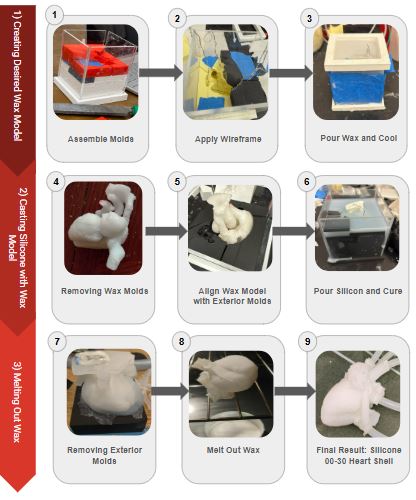 1) Creating Desired Wax Model
1
Assemble Molds
2
Apply Wireframe
3
Pour Wax and Cool
2) Casting Silicone with Wax
Model
4
Removing Wax Molds
5
Align Wax Model
with Exterior Molds
6
Pour Silicon and Cure
3) Melting Out Wax
7
Removing Exterior
Molds
8
Melt Out Wax
9
Final Result: Silicone
00-30 Heart Shell